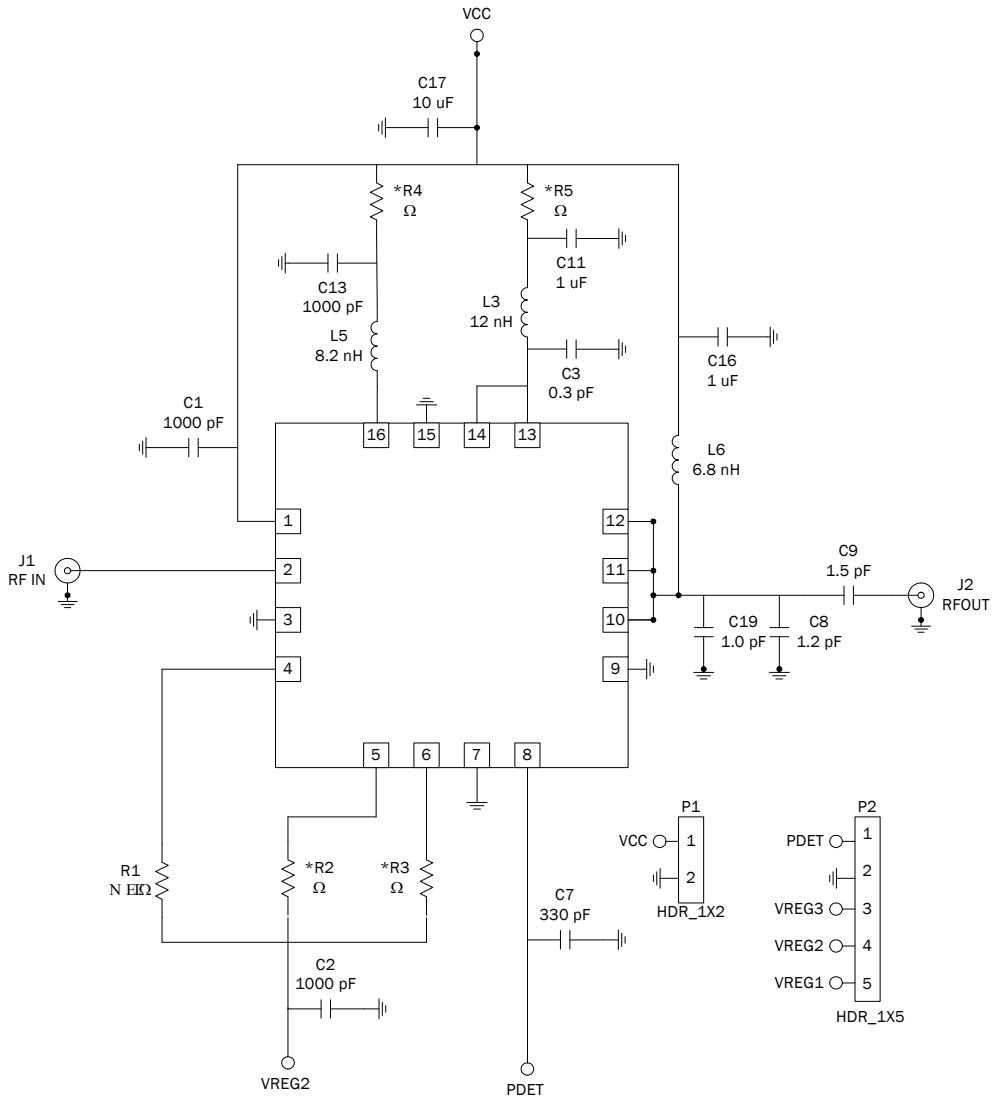 VCC
C17
10 uF
*R4
Ω
*R5
Ω
C13
1000 pF
C11
1 uF
L3
12 nH
L5
8.2 nH
C3
0.3 pF
C16
1 uF
C1
1000 pF
L6
6.8 nH
16
15
14
13
1
2
3
4
12
11
10
9
J1
RF IN
C9
1.5 pF
J2
RFOUT
C19
1.0 pF
C8
1.2 pF
5
6
7
8
R1
*R2
Ω
*R3
Ω
C7
330 pF
C2
1000 pF
VREG2
PDET
P1
VCC
1
2
HDR_1X2
P2
PDET
1
2
VREG3
3
VREG2
4
VREG1
5
HDR_1X5